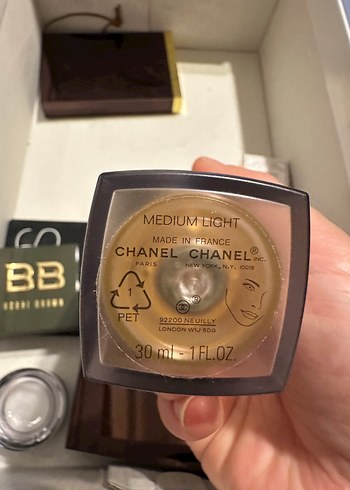 MEDIUM LIGHT
MADE IN FRANCE
CHANEL CHANEL® INC.
PARIS NEW YORK, N.Y. 10019
1
PET
92200 NEUILLY
LONDON W1J 6DG
30 ml - 1 FL.OZ.
BB
BOBBI BROWN